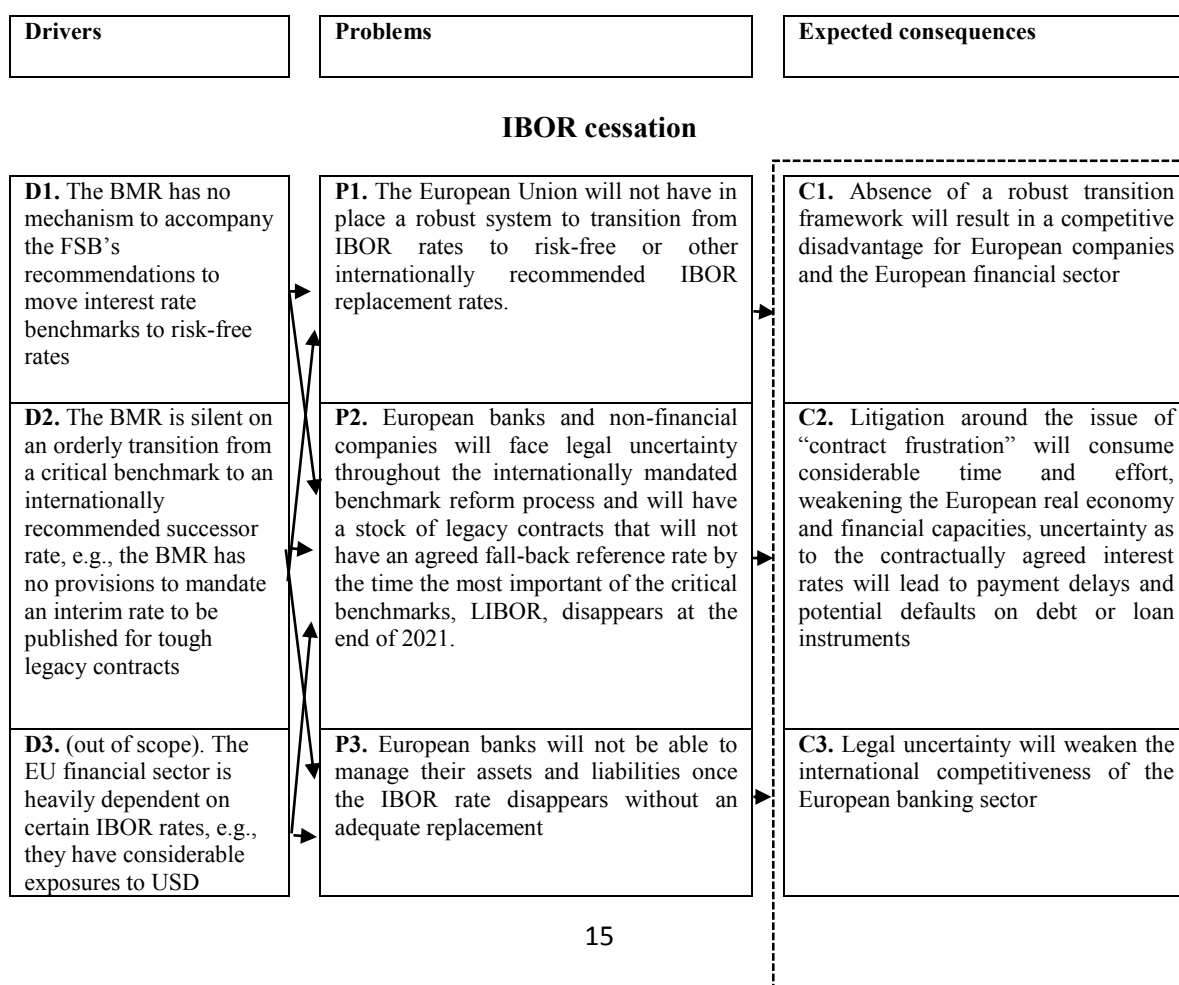 Drivers
Problems
Expected consequences
IBOR cessation
D1. The BMR has no
mechanism to accompany
the FSB’s
recommendations to
move interest rate
benchmarks to risk-free
rates
P1. The European Union will not have in
place a robust system to transition from
IBOR rates to risk-free or other
internationally recommended IBOR
replacement rates.
C1. Absence of a robust transition
framework will result in a competitive
disadvantage for European companies
and the European financial sector
D2. The BMR is silent on
an orderly transition from
a critical benchmark to an
internationally
recommended successor
rate, e.g., the BMR has
no provisions to mandate
an interim rate to be
published for tough
legacy contracts
P2. European banks and non-financial
companies will face legal uncertainty
throughout the internationally mandated
benchmark reform process and will have
a stock of legacy contracts that will not
have an agreed fall-back reference rate by
the time the most important of the critical
benchmarks, LIBOR, disappears at the
end of 2021.
C2. Litigation around the issue of
“contract frustration” will consume
considerable time and effort,
weakening the European real economy
and financial capacities, uncertainty as
to the contractually agreed interest
rates will lead to payment delays and
potential defaults on debt or loan
instruments
D3. (out of scope). The
EU financial sector is
heavily dependent on
certain IBOR rates, e.g.,
they have considerable
exposures to USD
P3. European banks will not be able to
manage their assets and liabilities once
the IBOR rate disappears without an
adequate replacement
C3. Legal uncertainty will weaken the
international competitiveness of the
European banking sector
15